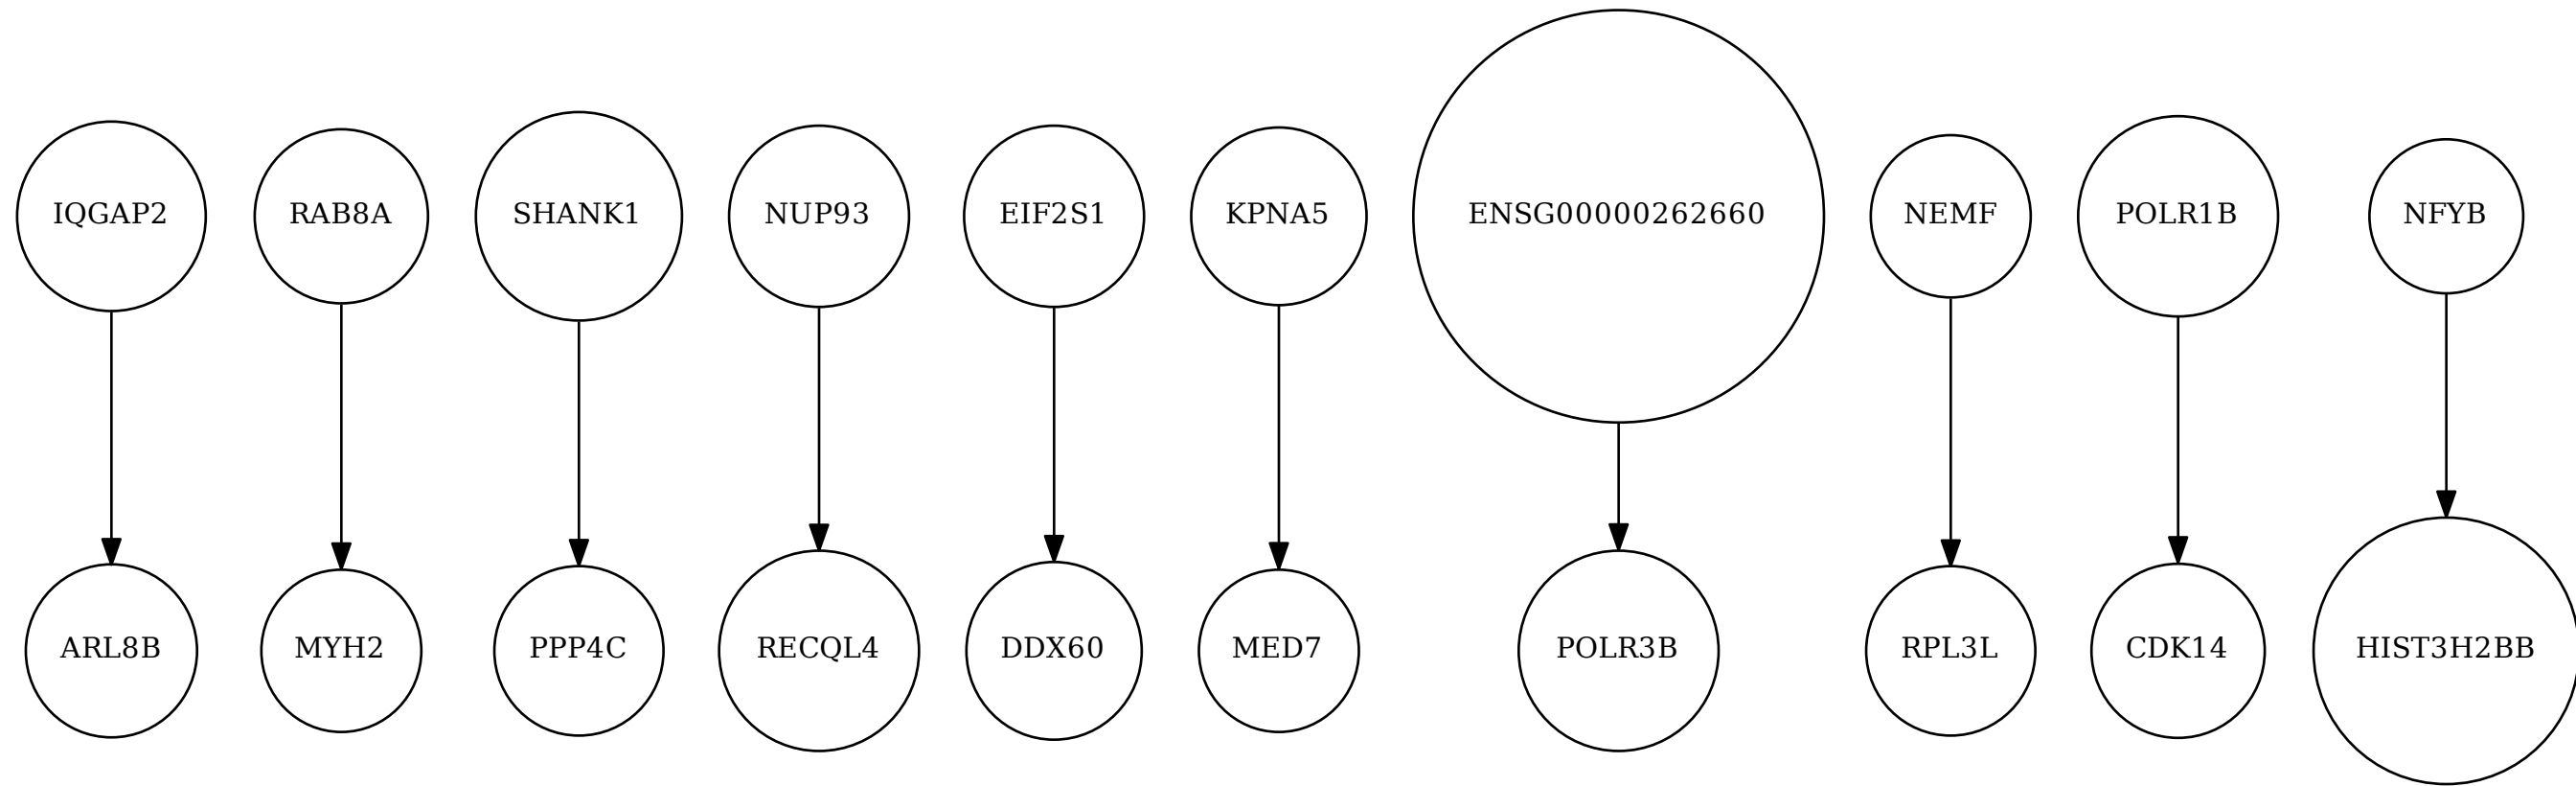 IQGAP2
RAB8A
SHANK1
NUP93
EIF2S1
KPNA5
ENSG00000262660
NEMF
POLR1B
NFYB
ARL8B
MYH2
PPP4C
RECQL4
DDX60
MED7
POLR3B
RPL3L
CDK14
HIST3H2BB